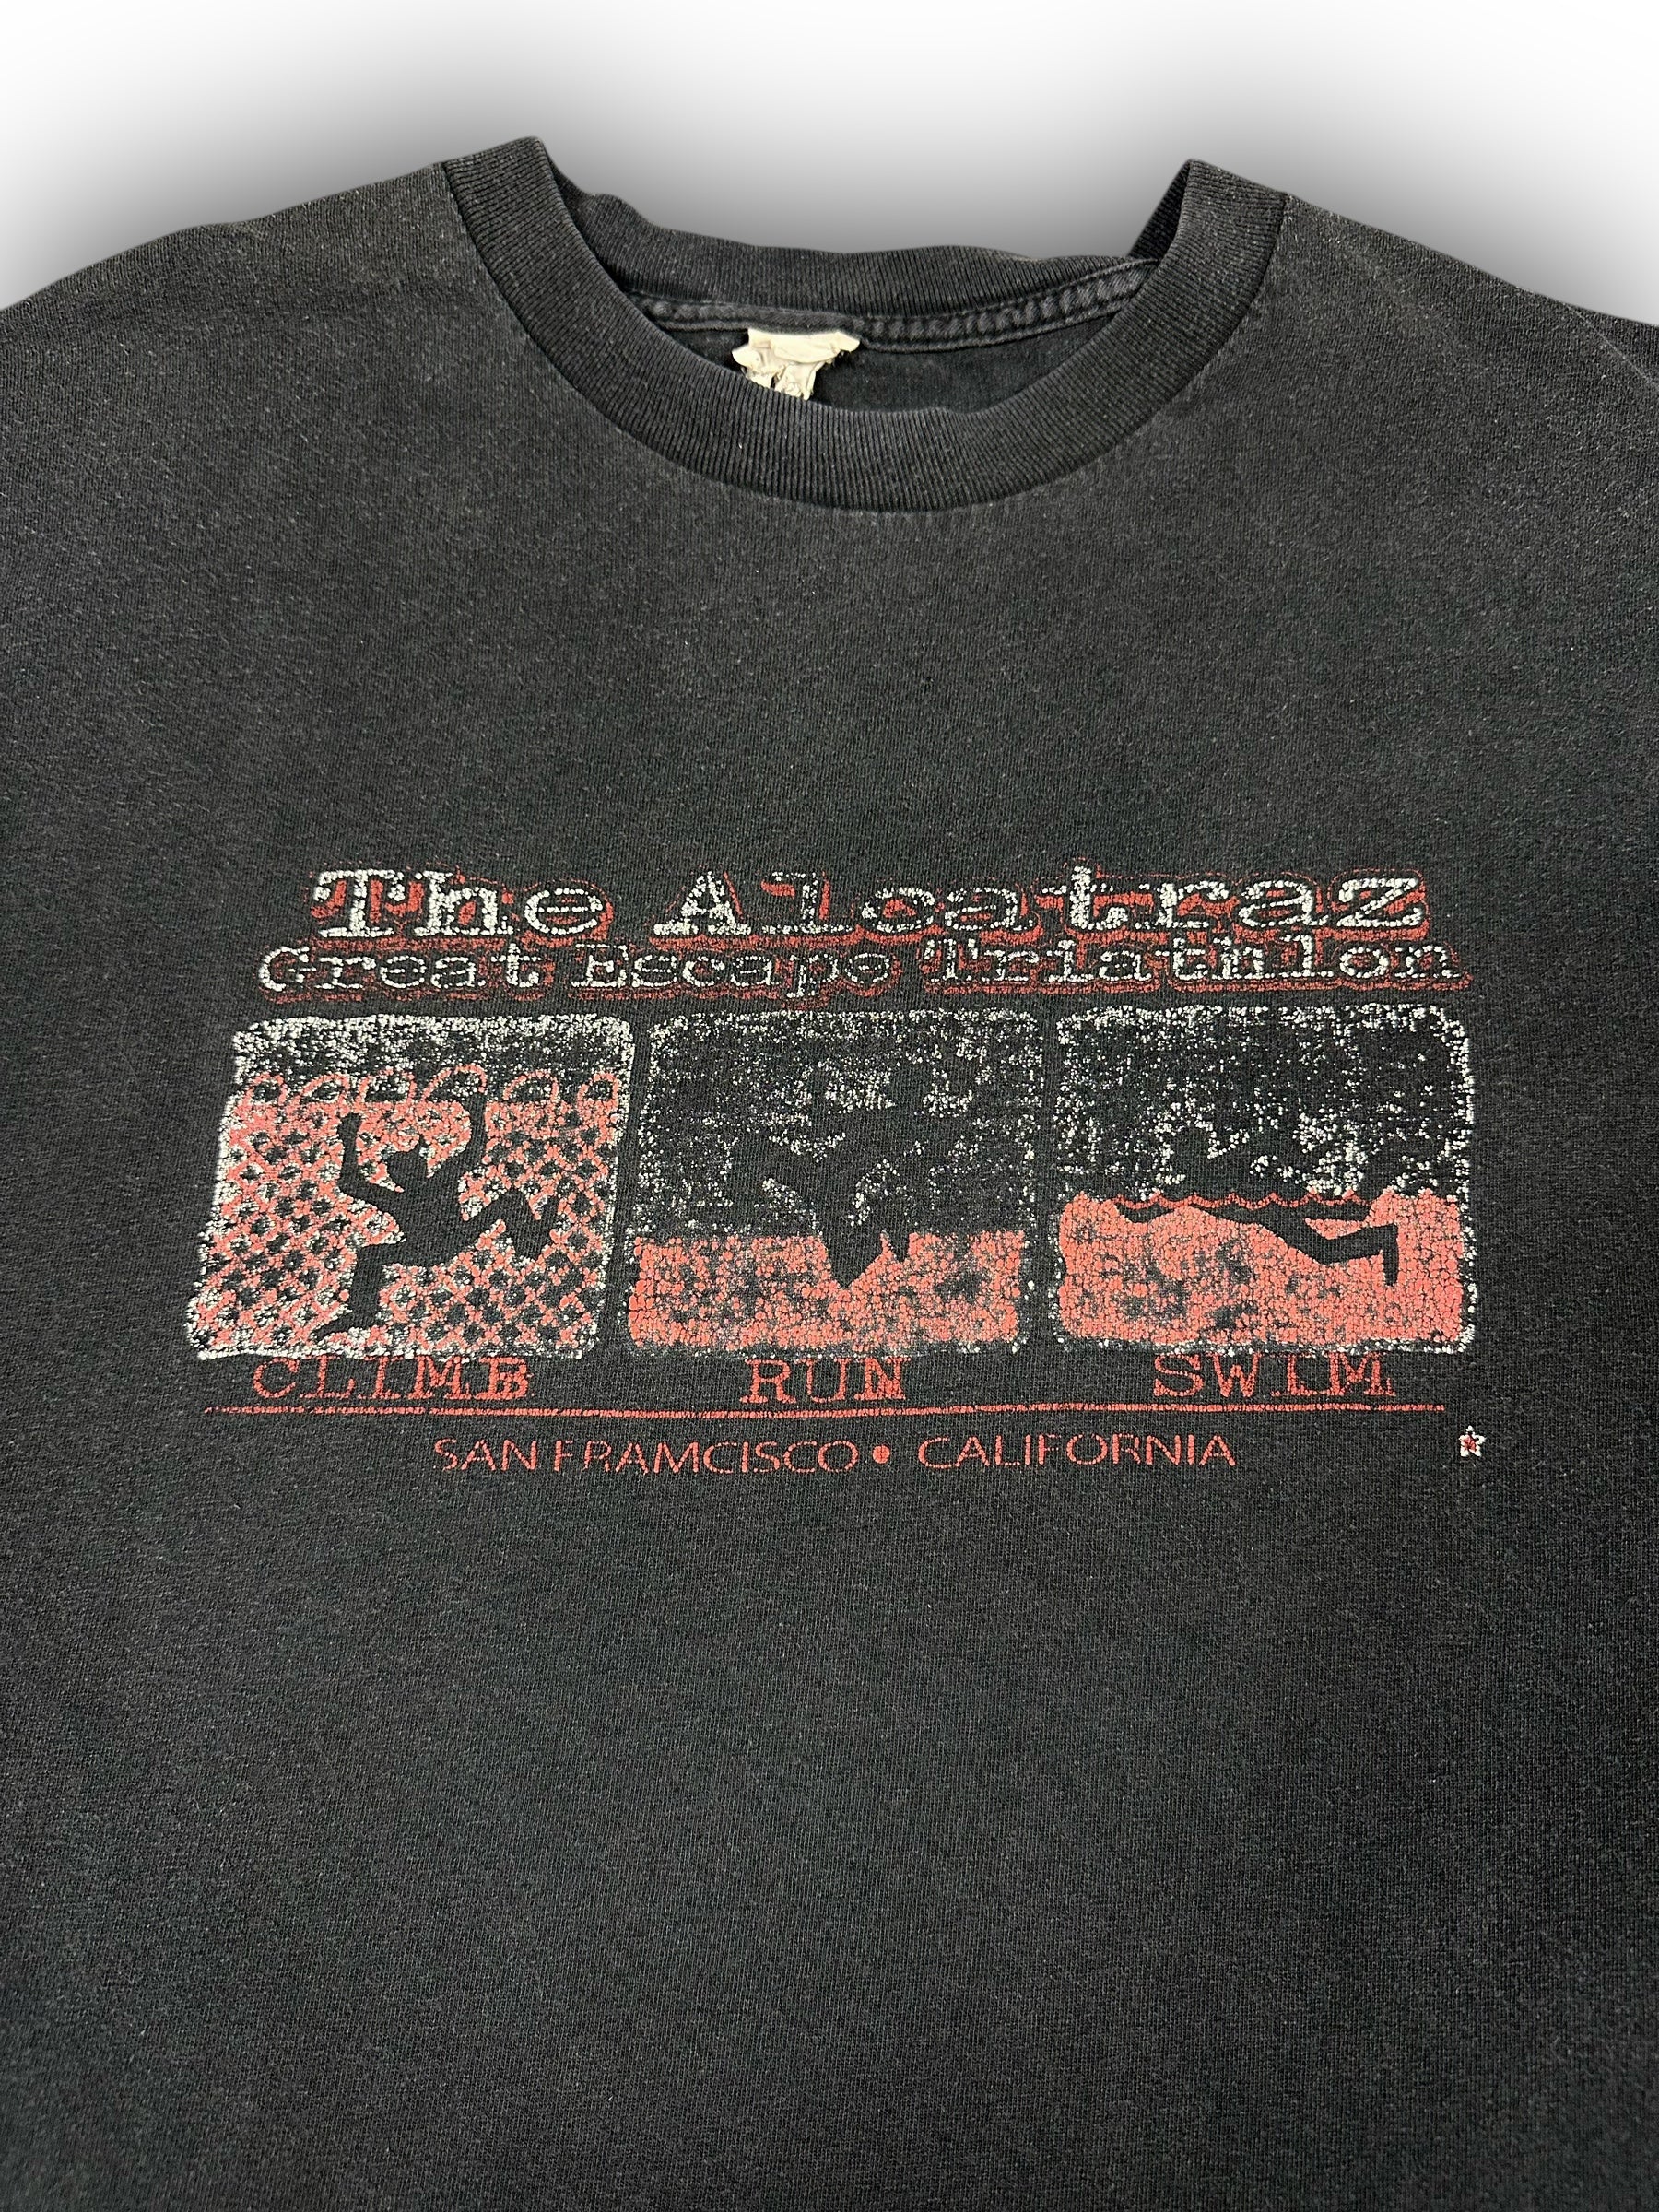 The Alcatraz
Great Escape Triathlon
CLIMB RUN SWIM
SAN FRAMCISCO • CALIFORNIA